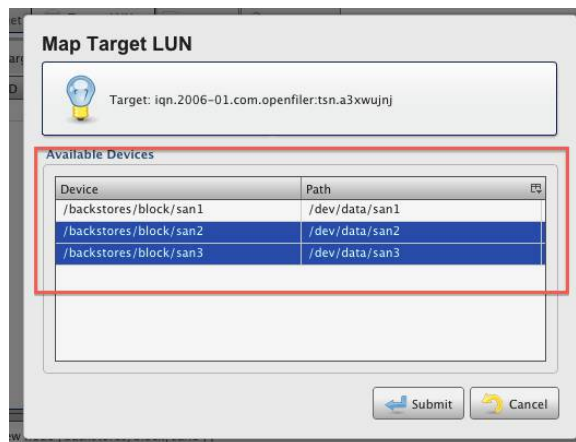 Map Target LUN
Target: iqn.2006-01.com.openfiler:tsn.a3xwujnj
Available Devices
Device Path
/backstores/block/san1 /dev/data/san1
/backstores/block/san2 /dev/data/san2
/backstores/block/san3 /dev/data/san3
Submit Cancel